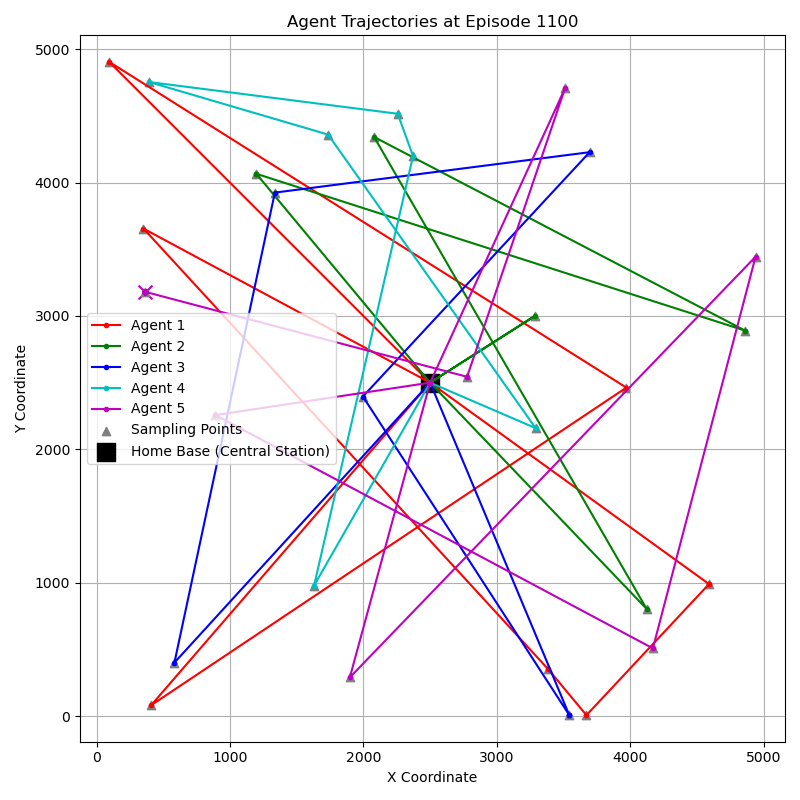 Agent Trajectories at Episode 1100
Y Coordinate
5000
4000
3000
2000
1000
0
Agent 1
Agent 2
Agent 3
Agent 4
Agent 5
Sampling Points
Home Base (Central Station)
0 1000 2000 3000 4000 5000
X Coordinate